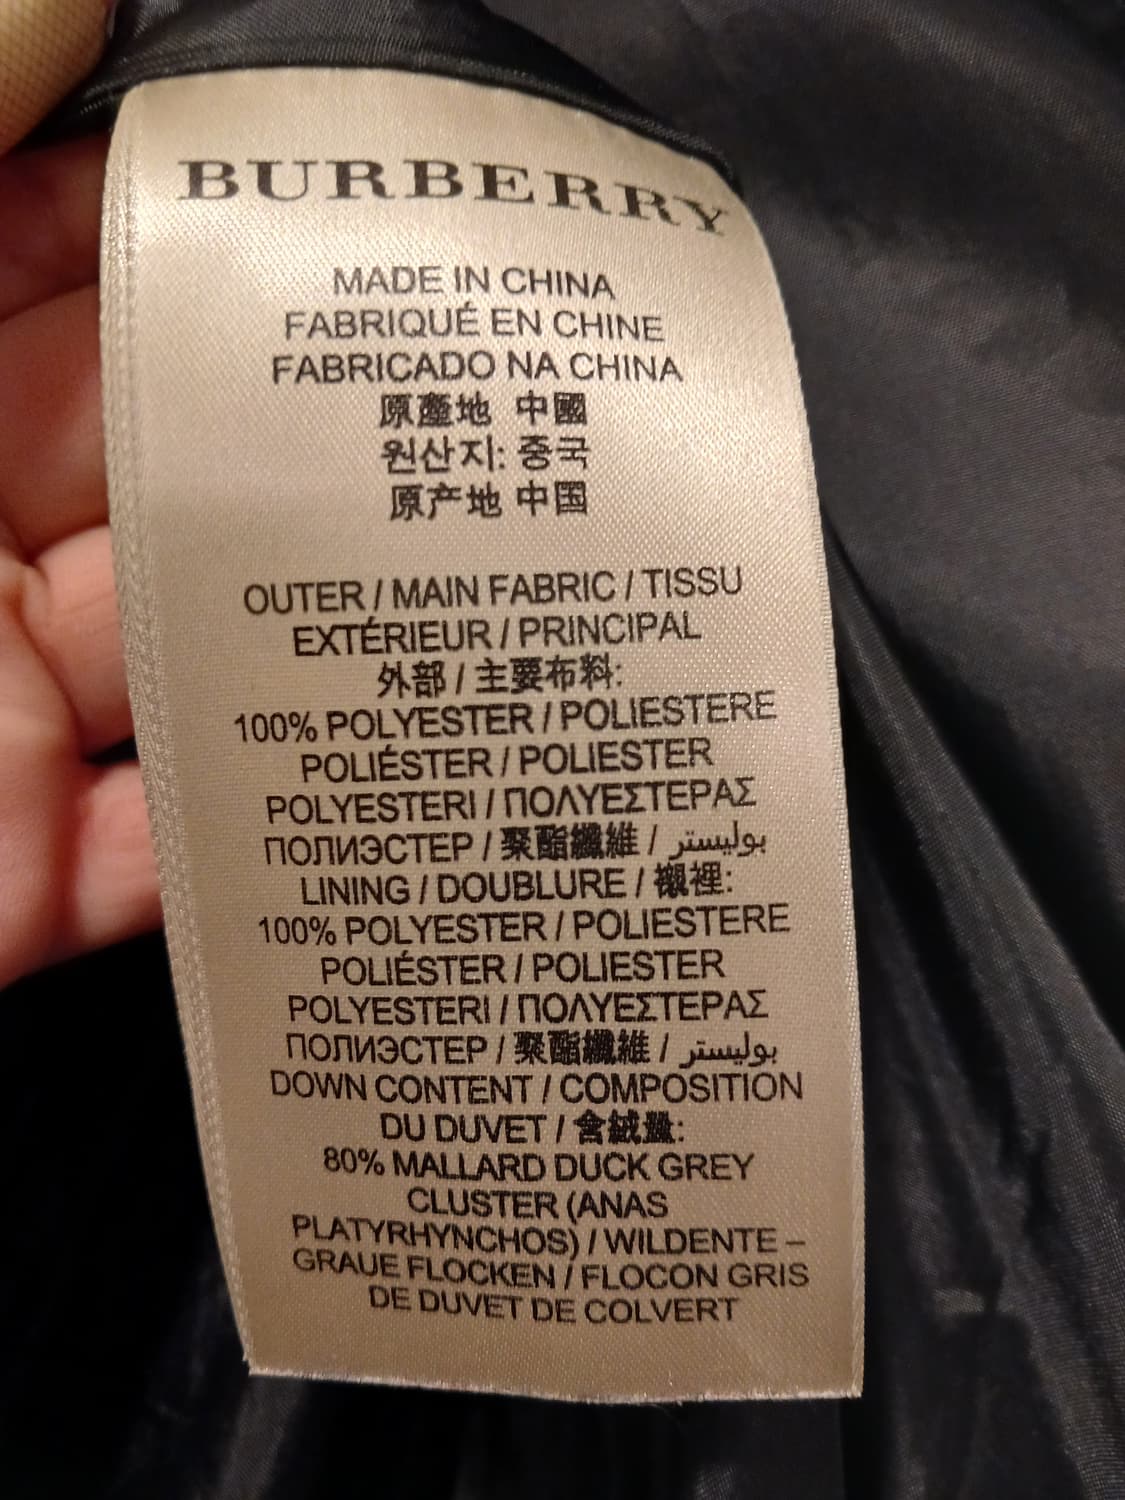 BURBERRY
MADE IN CHINA
FABRIQUÉ EN CHINE
FABRICADO NA CHINA
原產地 中國
원산지: 중국
原产地 中国
OUTER / MAIN FABRIC / TISSU
EXTÉRIEUR / PRINCIPAL
外部 / 主要布料:
100% POLYESTER / POLIESTERE
POLIÉSTER / POLIESTER
POLYESTERI / ΠΟΛΥΕΣΤΕΡΑΣ
ПОЛИЭСТЕР / 聚酯纖維 / بوليستر
LINING / DOUBLURE / 襯裡:
100% POLYESTER / POLIESTERE
POLIÉSTER / POLIESTER
POLYESTERI / ΠΟΛΥΕΣΤΕΡΑΣ
ПОЛИЭСТЕР / 聚酯纖維 / بوليستر
DOWN CONTENT / COMPOSITION
DU DUVET / 含絨量:
80% MALLARD DUCK GREY
CLUSTER (ANAS
PLATYRHYNCHOS) / WILDENTE –
GRAUE FLOCKEN / FLOCON GRIS
DE DUVET DE COLVERT